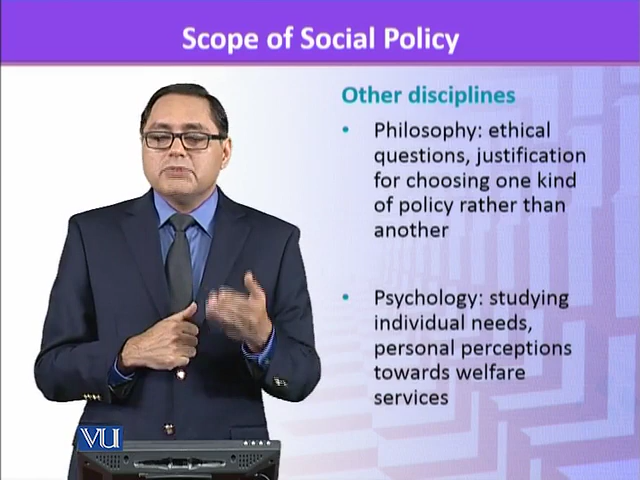 Scope of Social Policy
Other disciplines
• Philosophy: ethical
questions, justification
for choosing one kind
of policy rather than
another
• Psychology: studying
individual needs,
personal perceptions
towards welfare
services
VU